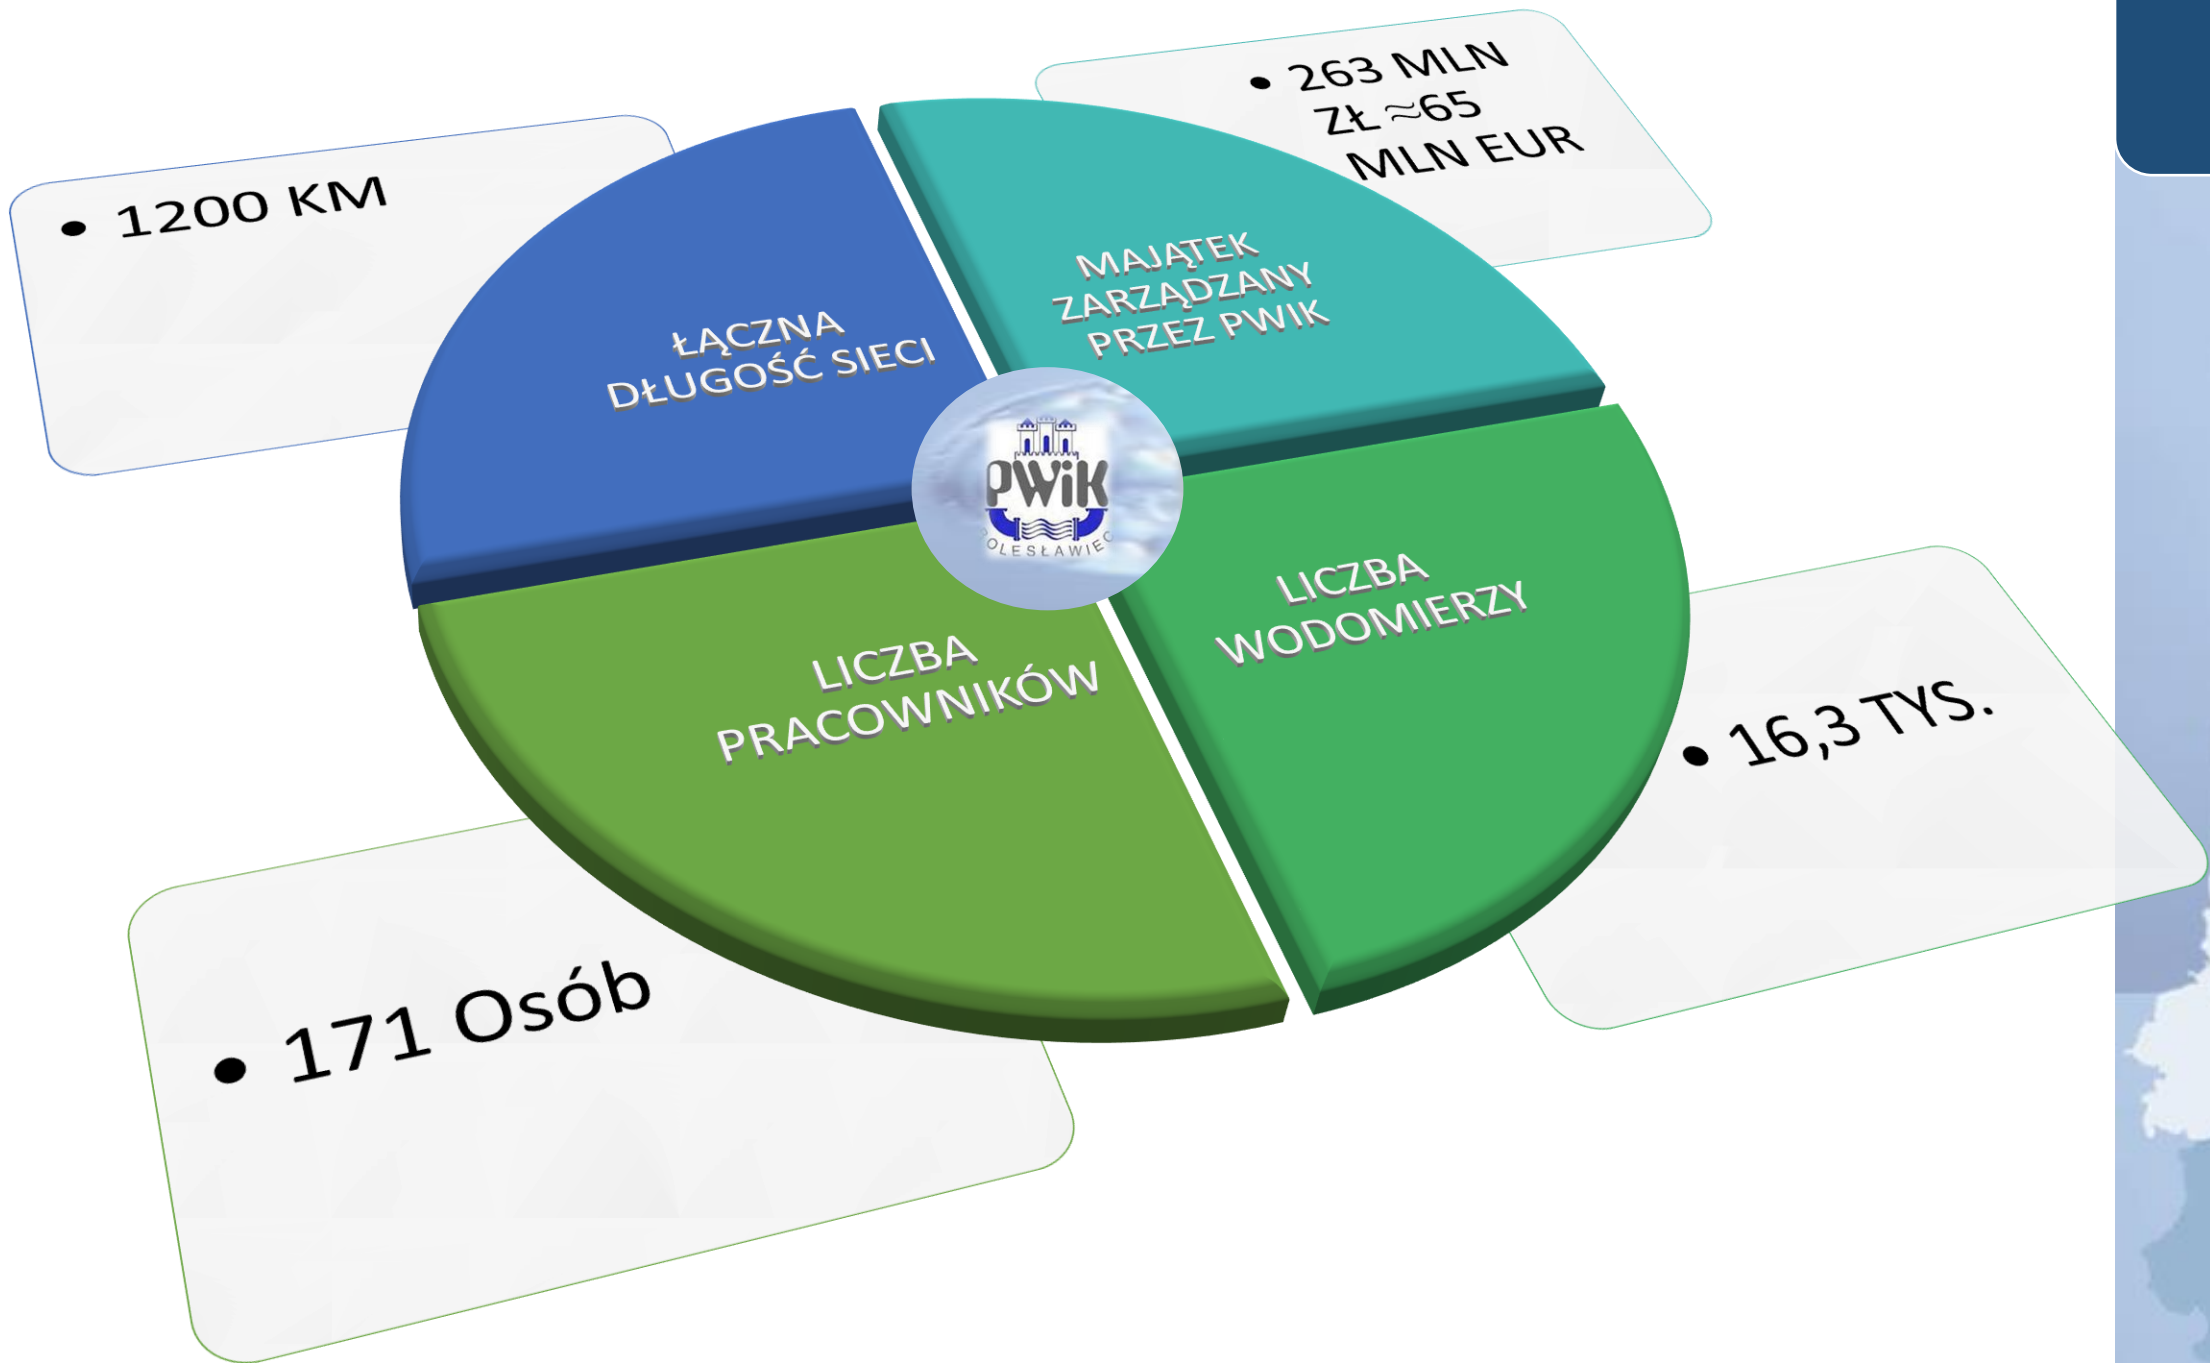 • 1200 KM
ŁĄCZNA
DŁUGOŚĆ SIECI
• 263 MLN
ZŁ ≈65
MLN EUR
MAJĄTEK
ZARZĄDZANY
PRZEZ PWIK
PWiK
BOLESŁAWIEC
LICZBA
WODOMIERZY
• 16,3 TYS.
LICZBA
PRACOWNIKÓW
• 171 Osób